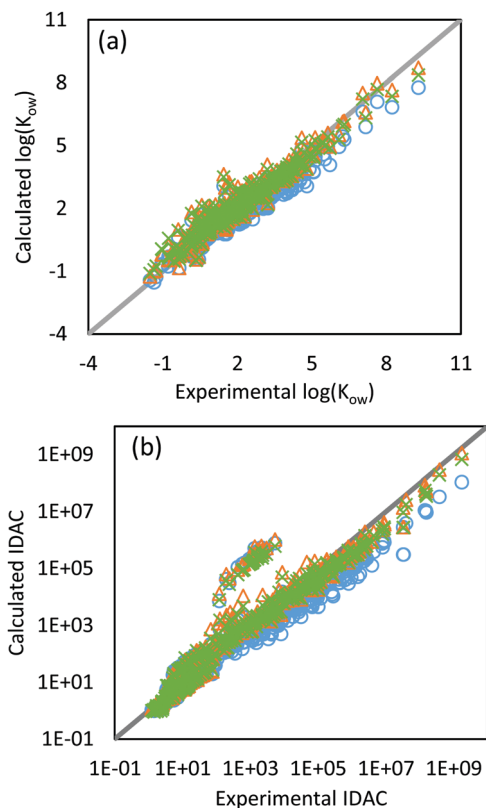 (a)
11
8
5
2
-1
-4
Calculated log(Kow)
-4 -1 2 5 8 11
Experimental log(Kow)
(b)
1E+09
1E+07
1E+05
1E+03
1E+01
1E-01
Calculated IDAC
1E-01 1E+01 1E+03 1E+05 1E+07 1E+09
Experimental IDAC